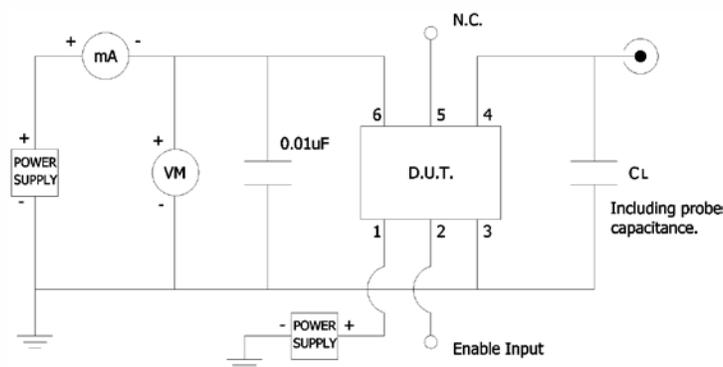 N.C.
+ mA -
6 5 4
+
POWER
SUPPLY
-
+
VM
-
0.01uF
D.U.T.
CL
Including probe
capacitance.
1 2 3
- POWER
SUPPLY +
Enable Input